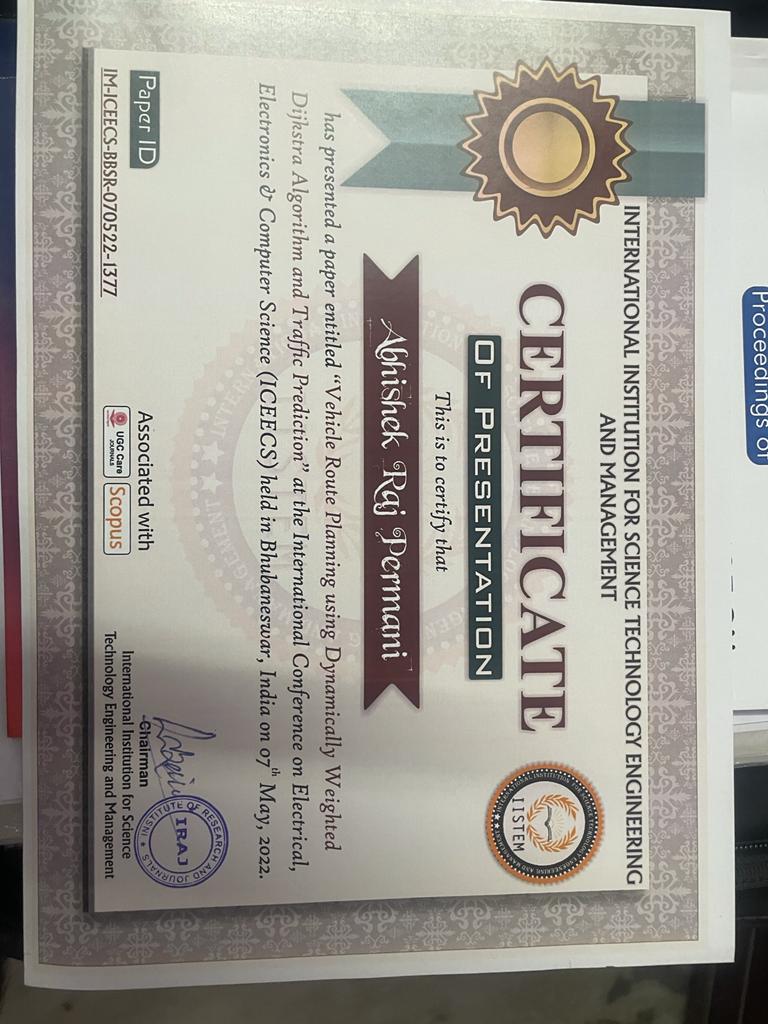 Proceedings of
INTERNATIONAL INSTITUTION FOR SCIENCE TECHNOLOGY ENGINEERING
AND MANAGEMENT
CERTIFICATE
OF PRESENTATION
IISTEM
This is to certify that
Abhishek Raj Permani
has presented a paper entitled “Vehicle Route Planning using Dynamically Weighted
Dijkstra Algorithm and Traffic Prediction” at the International Conference on Electrical,
Electronics & Computer Science (ICEECS) held in Bhubaneswar, India on 07th May, 2022.
Paper ID
IM-ICEECS-BBSR-070522-1377
Associated with
UGC Care
JOURNALS
Scopus
INSTITUTE OF RESEARCH AND JOURNALS
IRAJ
Chairman
International Institution for Science
Technology Engineering and Management